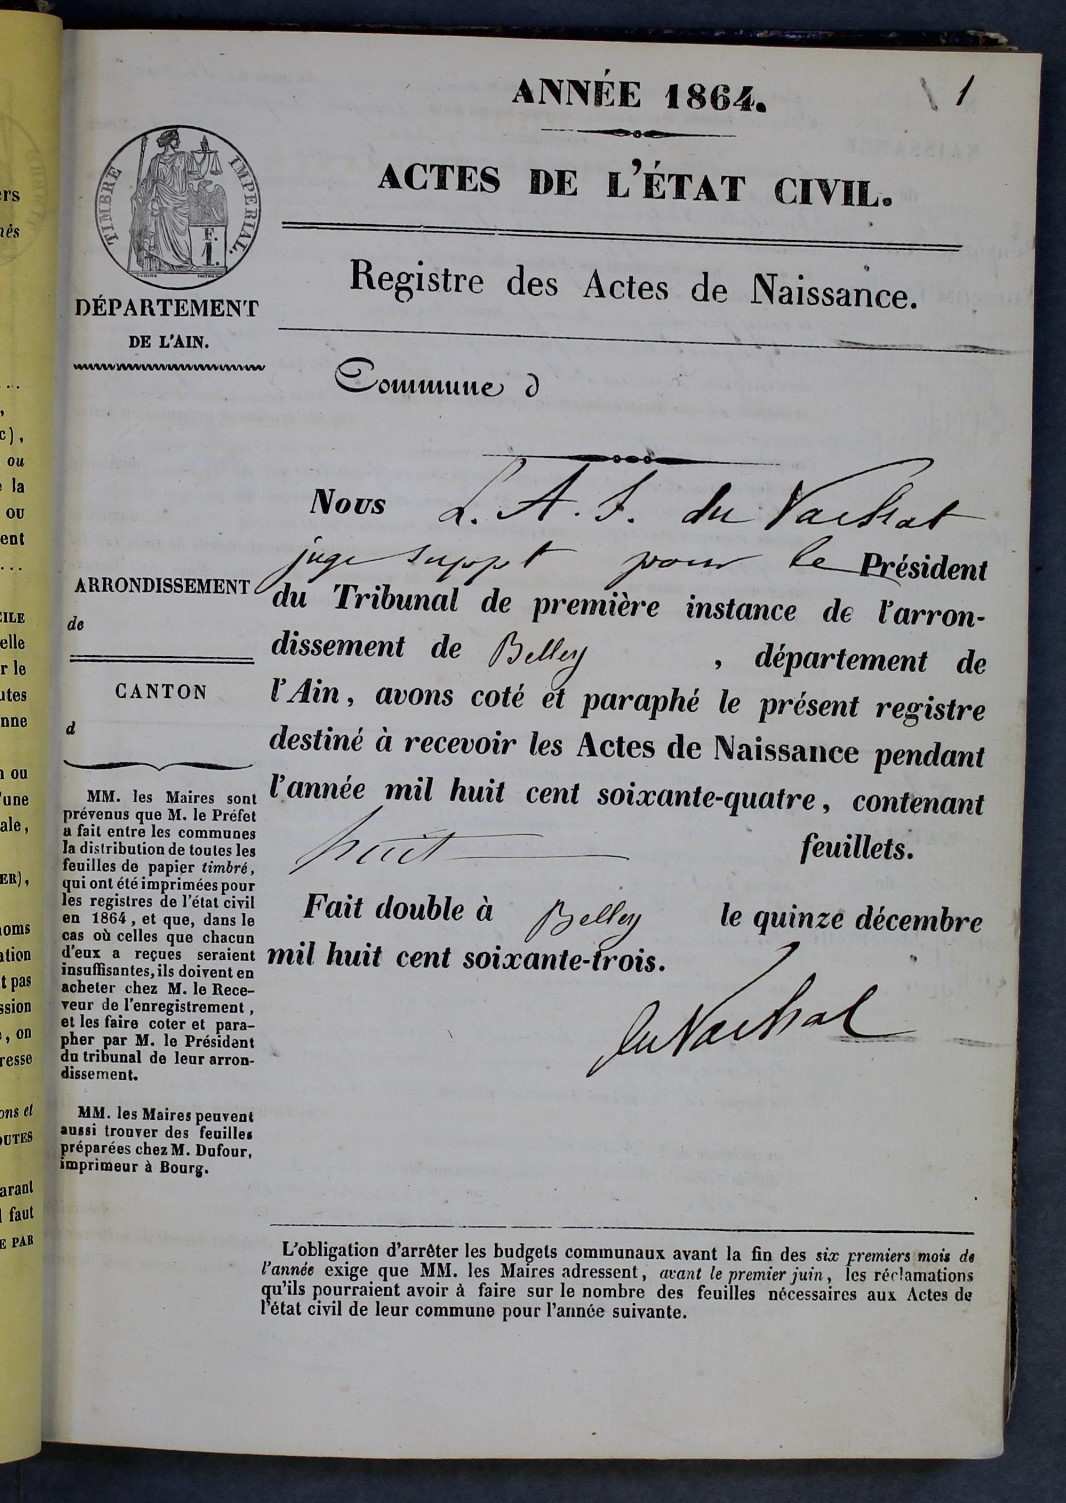 ANNÉE 1864.
1
ACTES DE L'ÉTAT CIVIL.
TIMBRE IMPERIAL.
F.
1.
DÉPARTEMENT
DE L'AIN.
Registre des Actes de Naissance.
Commune d
Nous L. A. F. du Vachat
juge suppt pour le Président
du Tribunal de première instance de l'arron-
dissement de Belley , département de
l'Ain, avons coté et paraphé le présent registre
destiné à recevoir les Actes de Naissance pendant
l'année mil huit cent soixante-quatre, contenant
huit feuillets.
Fait double à Belley le quinze décembre
mil huit cent soixante-trois.
du Vachat
ARRONDISSEMENT
de
CANTON
d
MM. les Maires sont
prévenus que M. le Préfet
a fait entre les communes
la distribution de toutes les
feuilles de papier timbré,
qui ont été imprimées pour
les registres de l'état civil
en 1864, et que, dans le
cas où celles que chacun
d'eux a reçues seraient
insuffisantes, ils doivent en
acheter chez M. le Rece-
veur de l'enregistrement,
et les faire coter et para-
pher par M. le Président
du tribunal de leur arron-
dissement.
MM. les Maires peuvent
aussi trouver des feuilles
préparées chez M. Dufour,
imprimeur à Bourg.
L'obligation d'arrêter les budgets communaux avant la fin des six premiers mois de
l'année exige que MM. les Maires adressent, avant le premier juin, les réclamations
qu'ils pourraient avoir à faire sur le nombre des feuilles nécessaires aux Actes de
l'état civil de leur commune pour l'année suivante.